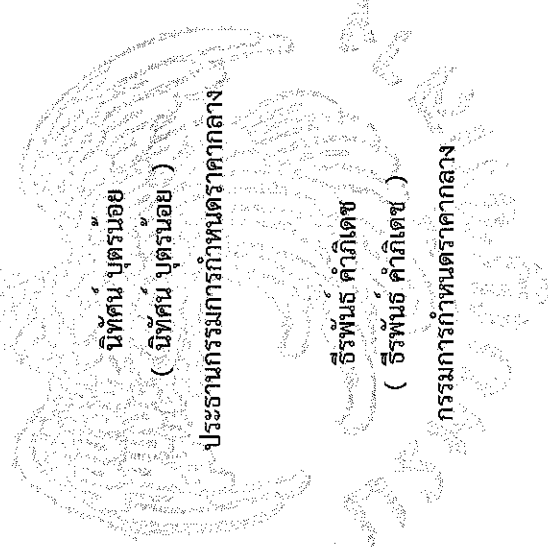 นิทัศน์ บุตรน้อย
( นิทัศน์ บุตรน้อย )
ประธานกรรมการกำหนดราคากลาง
ธีรพันธ์ คำภิเดช
( ธีรพันธ์ คำภิเดช )
กรรมการกำหนดราคากลาง